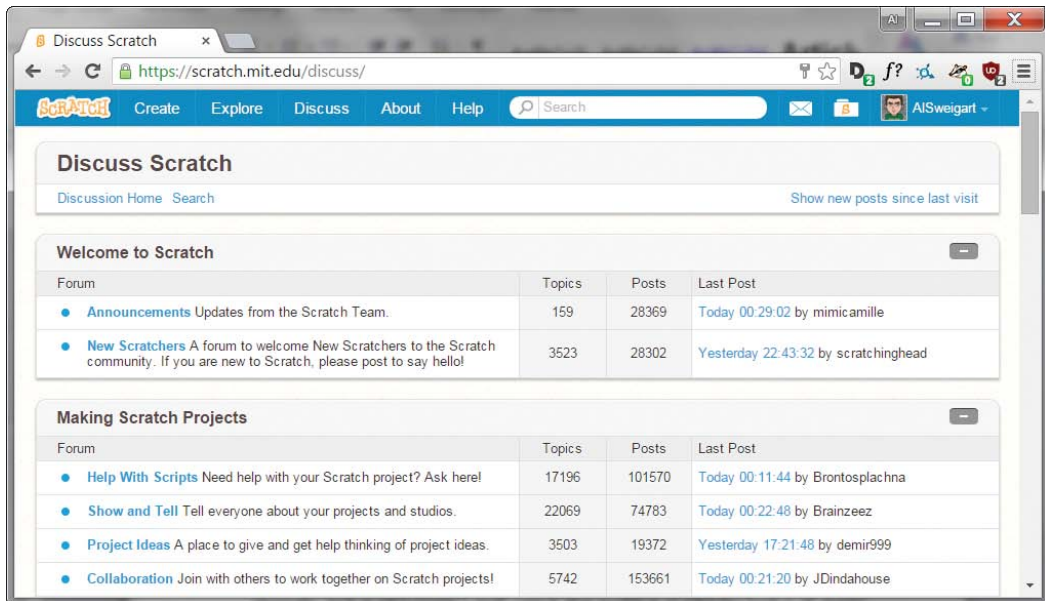 Al
Discuss Scratch
https://scratch.mit.edu/discuss/
SCRATCH Create Explore Discuss About Help Search AlSweigart
Discuss Scratch
Discussion Home Search Show new posts since last visit
Welcome to Scratch
Forum Topics Posts Last Post
Announcements Updates from the Scratch Team. 159 28369 Today 00:29:02 by mimicamille
New Scratchers A forum to welcome New Scratchers to the Scratch
community. If you are new to Scratch, please post to say hello! 3523 28302 Yesterday 22:43:32 by scratchinghead
Making Scratch Projects
Forum Topics Posts Last Post
Help With Scripts Need help with your Scratch project? Ask here! 17196 101570 Today 00:11:44 by Brontosplachna
Show and Tell Tell everyone about your projects and studios. 22069 74783 Today 00:22:48 by Brainzeez
Project Ideas A place to give and get help thinking of project ideas. 3503 19372 Yesterday 17:21:48 by demir999
Collaboration Join with others to work together on Scratch projects! 5742 153661 Today 00:21:20 by JDindahouse